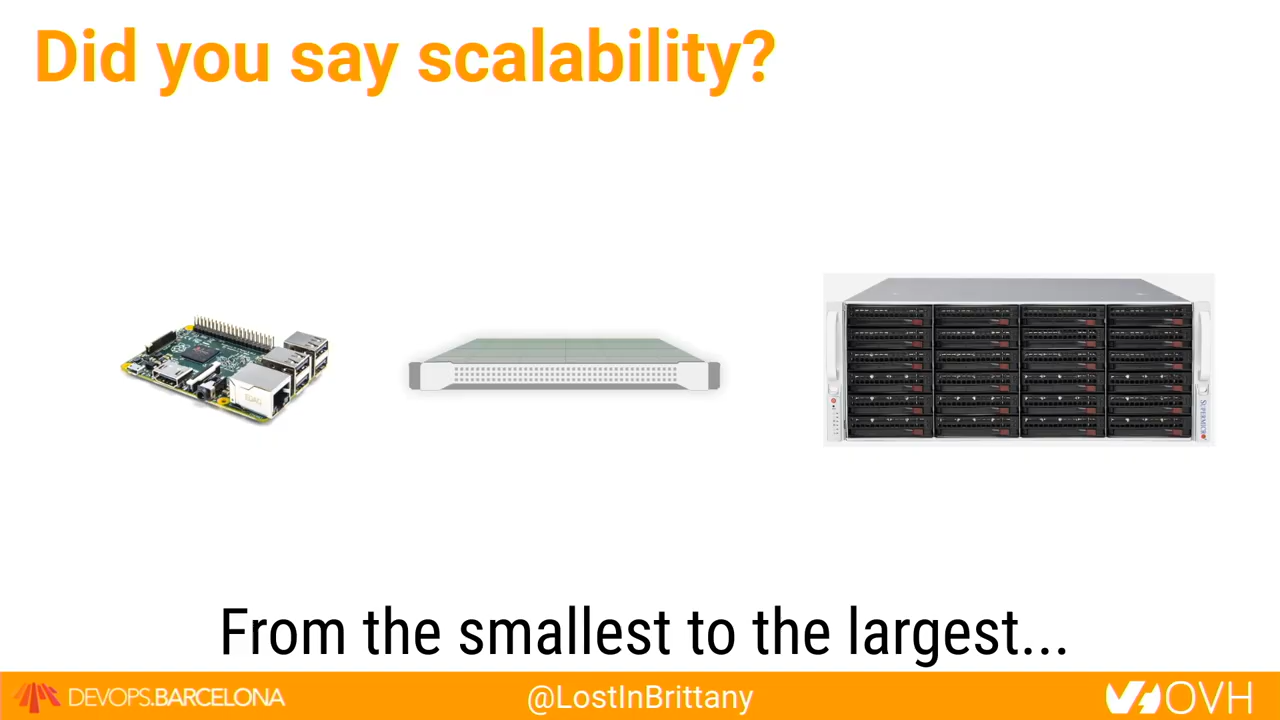 Did you say scalability?
From the smallest to the largest...
DEVOPS.BARCELONA
@LostInBrittany
OVH